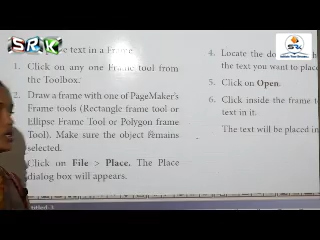 SRK
SRK
text in a Frame
1. Click on any one Frame tool from
the Toolbox.
2. Draw a frame with one of PageMaker's
Frame tools (Rectangle frame tool or
Ellipse Frame Tool or Polygon frame
Tool). Make sure the object remains
selected.
Click on File > Place. The Place
dialog box will appears.
4. Locate the
the text you want to place
5. Click on Open.
6. Click inside the frame
text in it.
The text will be placed in